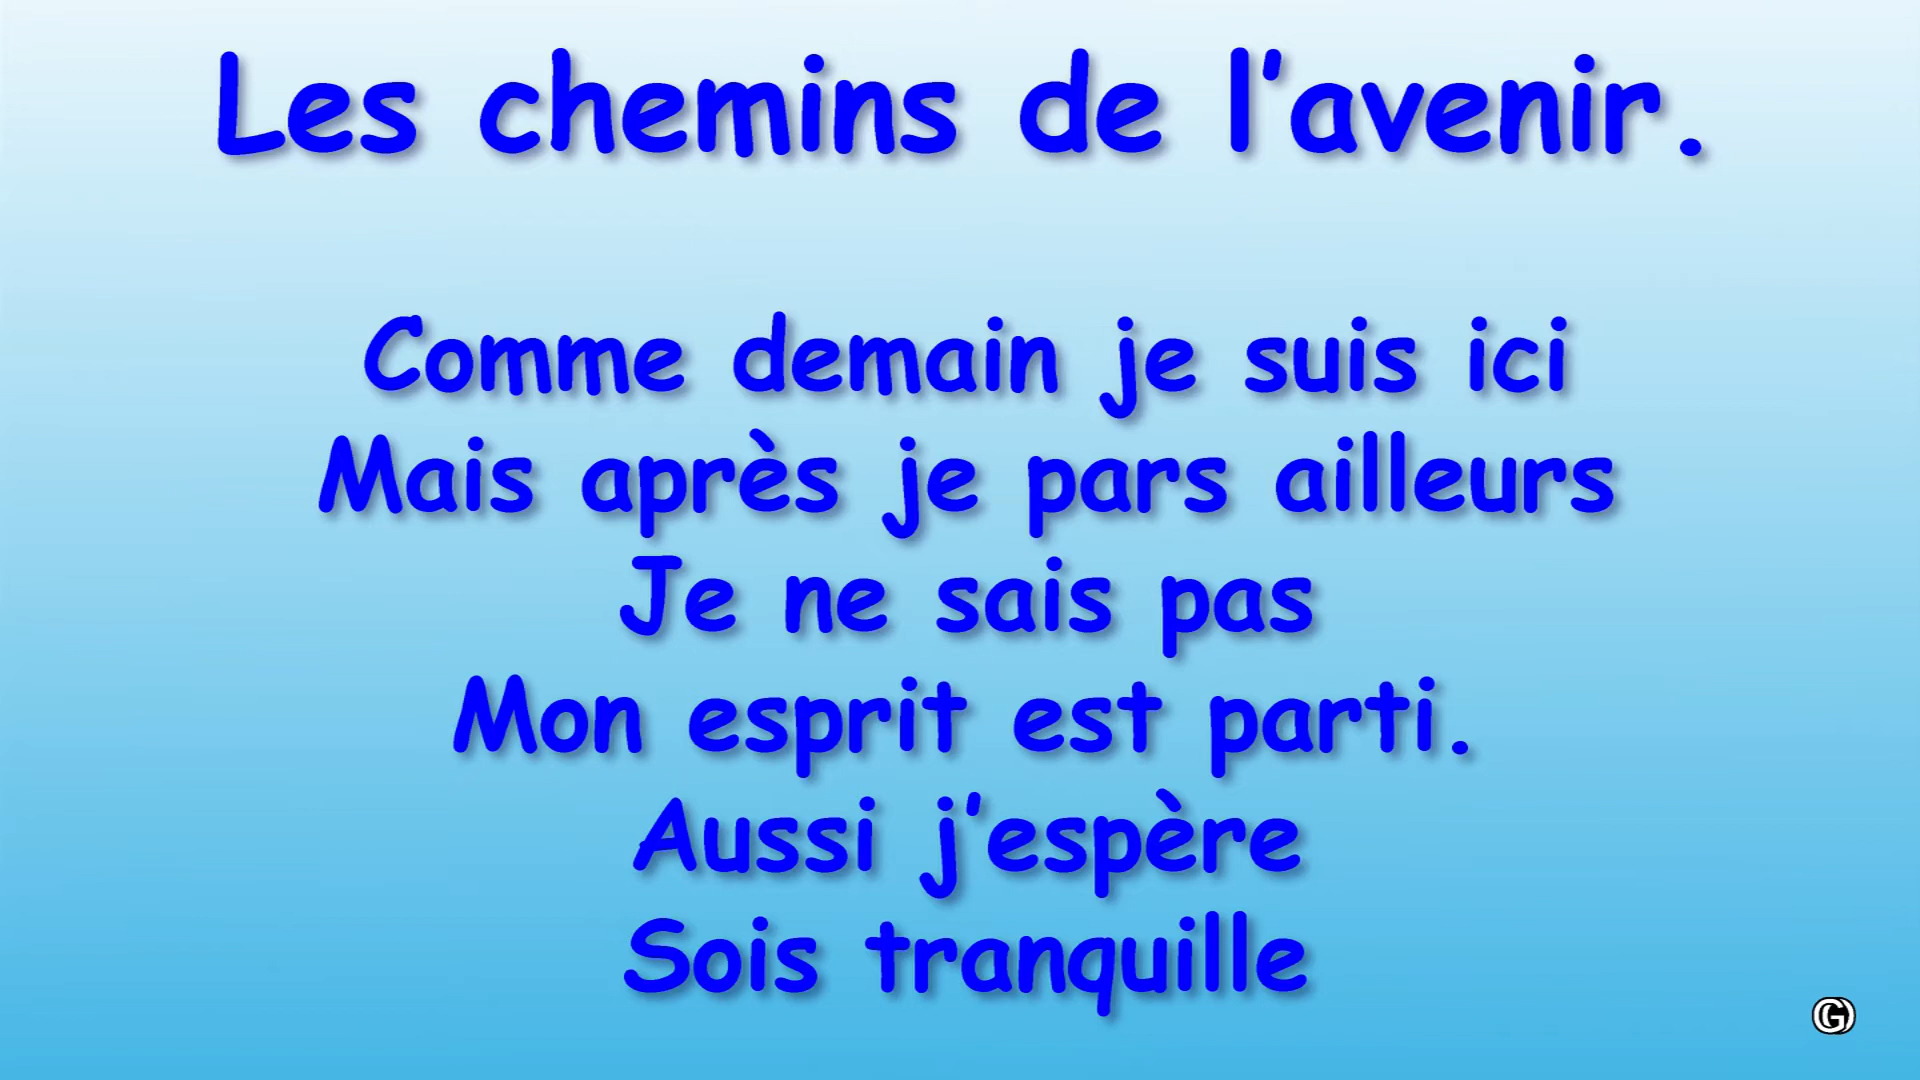 Les chemins de l'avenir.
Comme demain je suis ici
Mais après je pars ailleurs
Je ne sais pas
Mon esprit est parti.
Aussi j'espère
Sois tranquille
G